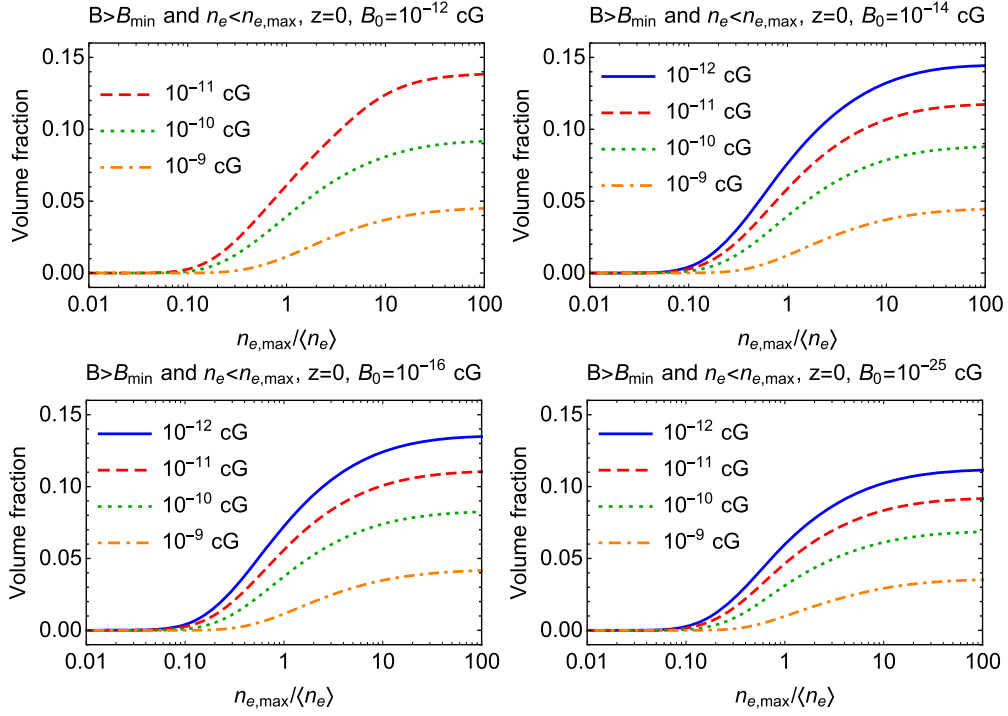 B>B_min and n_e<n_e,max, z=0, B_0=10^−12 cG
Volume fraction
0.15
0.10
0.05
0.00
10^−11 cG
10^−10 cG
10^−9 cG
0.01 0.10 1 10 100
n_e,max/⟨n_e⟩
B>B_min and n_e<n_e,max, z=0, B_0=10^−14 cG
Volume fraction
0.15
0.10
0.05
0.00
10^−12 cG
10^−11 cG
10^−10 cG
10^−9 cG
0.01 0.10 1 10 100
n_e,max/⟨n_e⟩
B>B_min and n_e<n_e,max, z=0, B_0=10^−16 cG
Volume fraction
0.15
0.10
0.05
0.00
10^−12 cG
10^−11 cG
10^−10 cG
10^−9 cG
0.01 0.10 1 10 100
n_e,max/⟨n_e⟩
B>B_min and n_e<n_e,max, z=0, B_0=10^−25 cG
Volume fraction
0.15
0.10
0.05
0.00
10^−12 cG
10^−11 cG
10^−10 cG
10^−9 cG
0.01 0.10 1 10 100
n_e,max/⟨n_e⟩